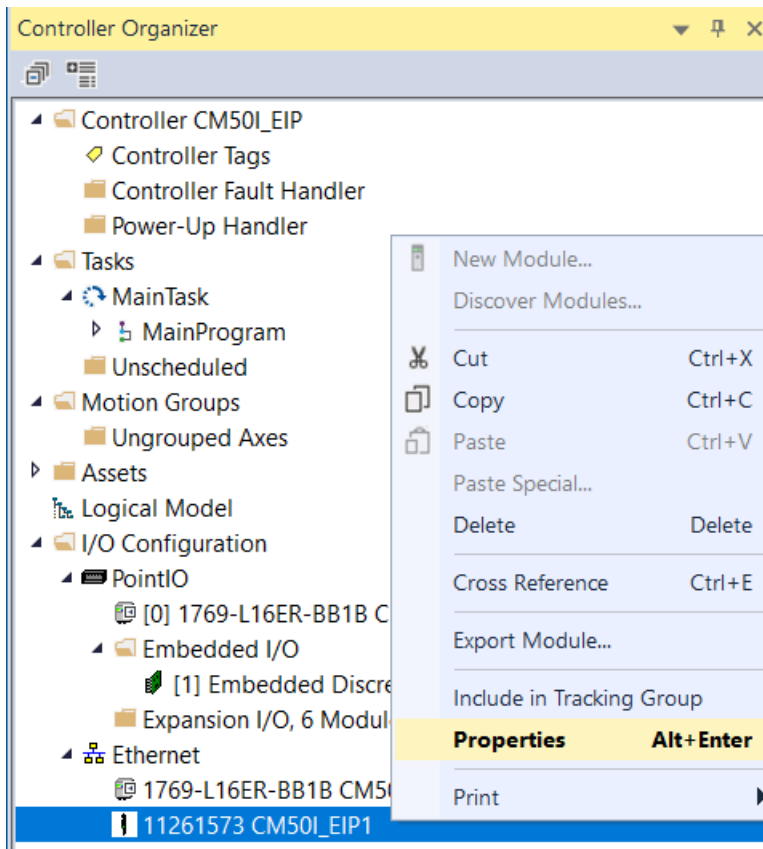 Controller Organizer
Controller CM50I_EIP
Controller Tags
Controller Fault Handler
Power-Up Handler
Tasks
MainTask
MainProgram
Unscheduled
Motion Groups
Ungrouped Axes
Assets
Logical Model
I/O Configuration
PointIO
[0] 1769-L16ER-BB1B C
Embedded I/O
[1] Embedded Discre
Expansion I/O, 6 Modul
Ethernet
1769-L16ER-BB1B CM50
11261573 CM50I_EIP1
New Module...
Discover Modules...
Cut Ctrl+X
Copy Ctrl+C
Paste Ctrl+V
Paste Special...
Delete Delete
Cross Reference Ctrl+E
Export Module...
Include in Tracking Group
Properties Alt+Enter
Print